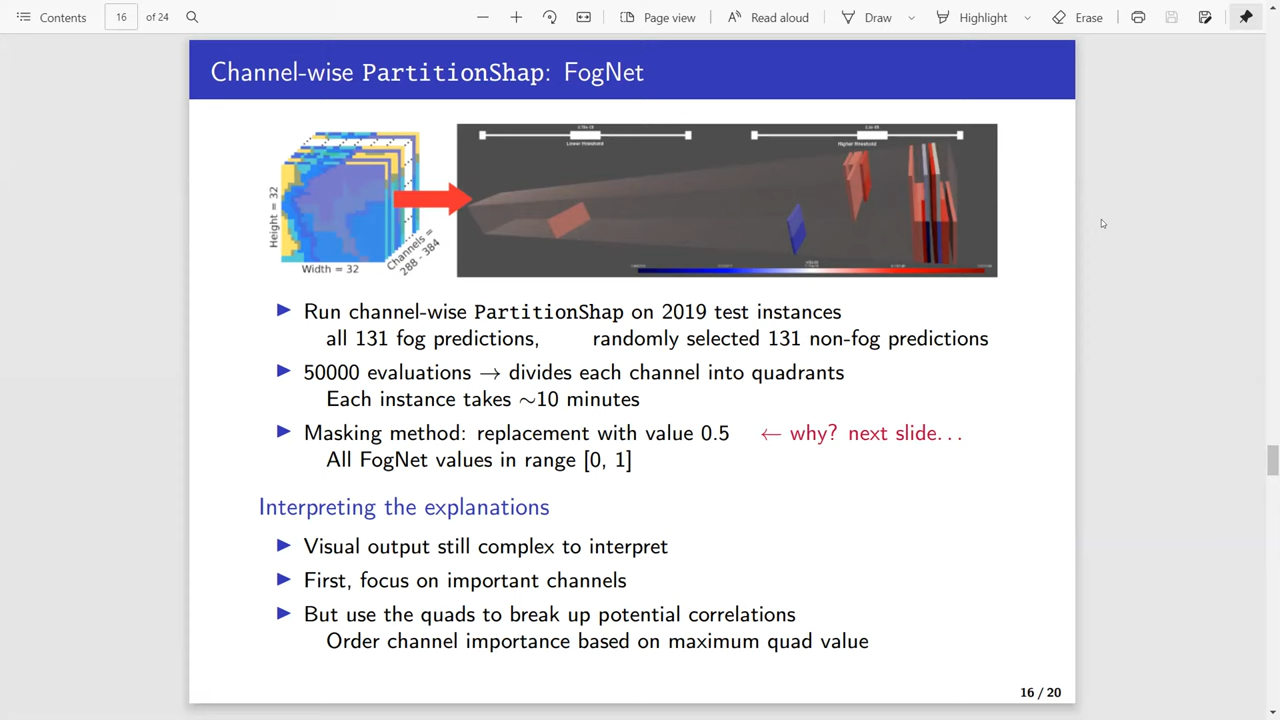 Contents
16
of 24
Page view
Read aloud
Draw
Highlight
Erase
Channel-wise PartitionShap: FogNet
Height = 32
Width = 32
Channels =
288 - 384
Linear threshold
Higher threshold
▶ Run channel-wise PartitionShap on 2019 test instances
all 131 fog predictions, randomly selected 131 non-fog predictions
▶ 50000 evaluations → divides each channel into quadrants
Each instance takes ~10 minutes
▶ Masking method: replacement with value 0.5 ← why? next slide...
All FogNet values in range [0, 1]
Interpreting the explanations
▶ Visual output still complex to interpret
▶ First, focus on important channels
▶ But use the quads to break up potential correlations
Order channel importance based on maximum quad value
16 / 20